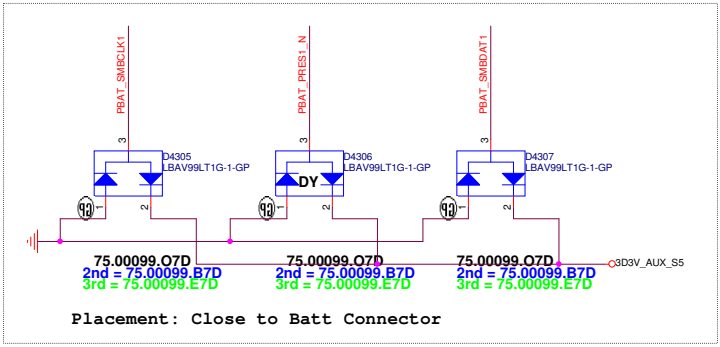 PBAT_SMBCLK1
PBAT_PRES1_N
PBAT_SMBDAT1
3
3
3
D4305
LBAV99LT1G-1-GP
D4306
LBAV99LT1G-1-GP
D4307
LBAV99LT1G-1-GP
DY
GP
1
2
GP
1
2
GP
1
2
3D3V_AUX_S5
75.00099.O7D
2nd = 75.00099.B7D
3rd = 75.00099.E7D
75.00099.O7D
2nd = 75.00099.B7D
3rd = 75.00099.E7D
75.00099.O7D
2nd = 75.00099.B7D
3rd = 75.00099.E7D
Placement: Close to Batt Connector